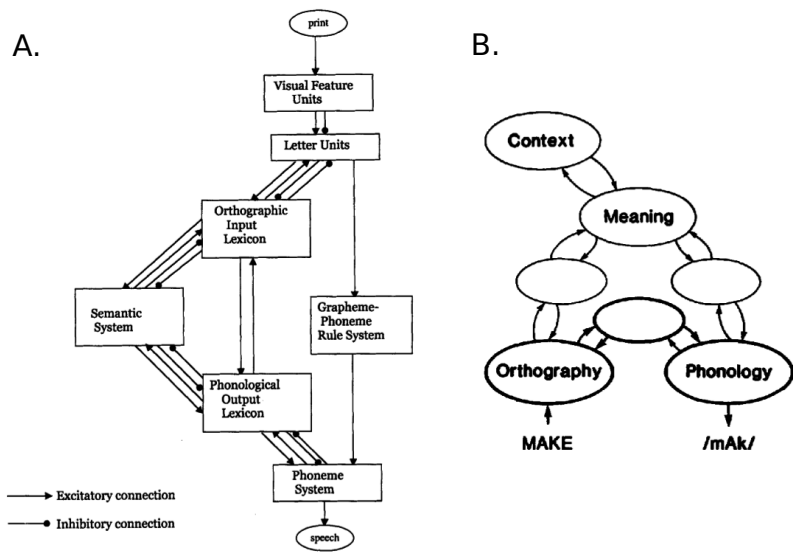 A.
print
Visual Feature
Units
Letter Units
Orthographic
Input
Lexicon
Semantic
System
Grapheme-
Phoneme
Rule System
Phonological
Output
Lexicon
Phoneme
System
speech
Excitatory connection
Inhibitory connection
B.
Context
Meaning
Orthography
Phonology
MAKE
/mAk/